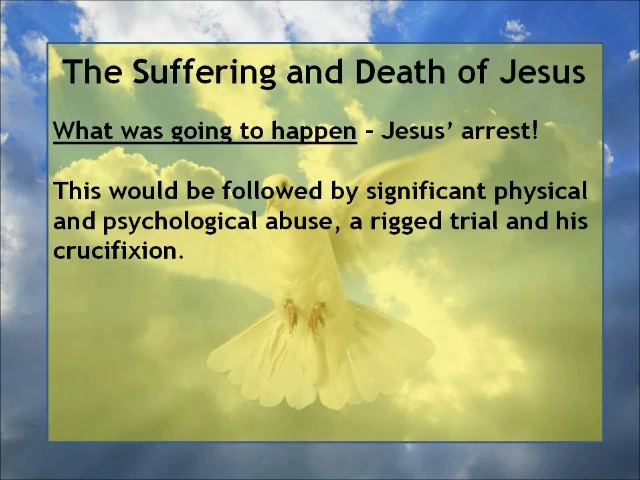 The Suffering and Death of Jesus
What was going to happen - Jesus’ arrest!
This would be followed by significant physical
and psychological abuse, a rigged trial and his
crucifixion.